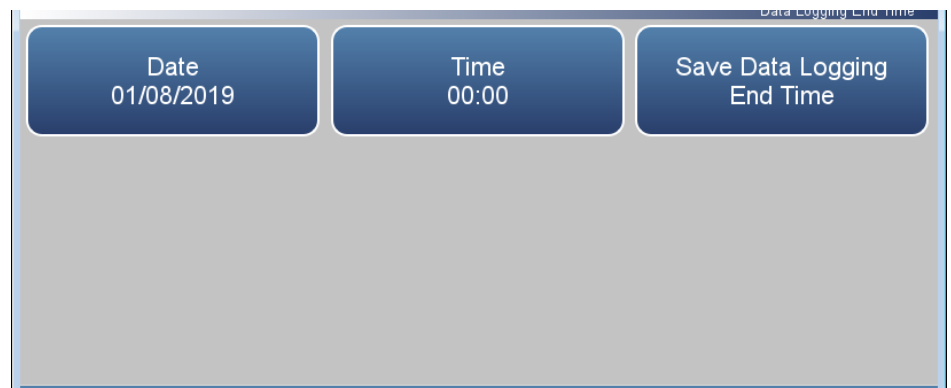 Data Logging End Time
Date
01/08/2019
Time
00:00
Save Data Logging
End Time